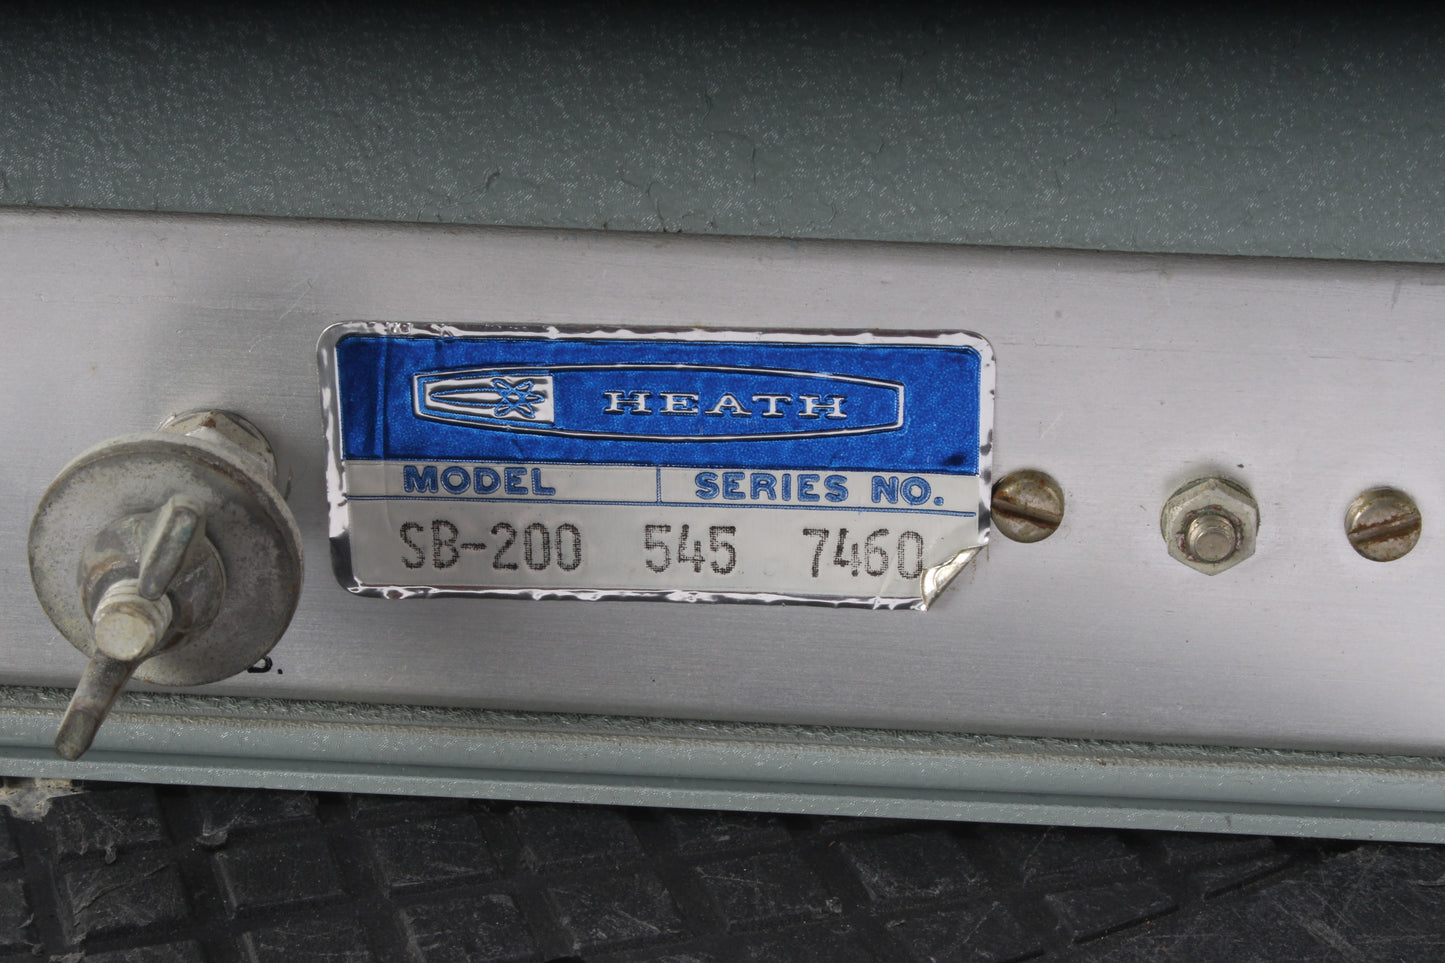 HEATH
MODEL SERIES NO.
SB-200 545 7460